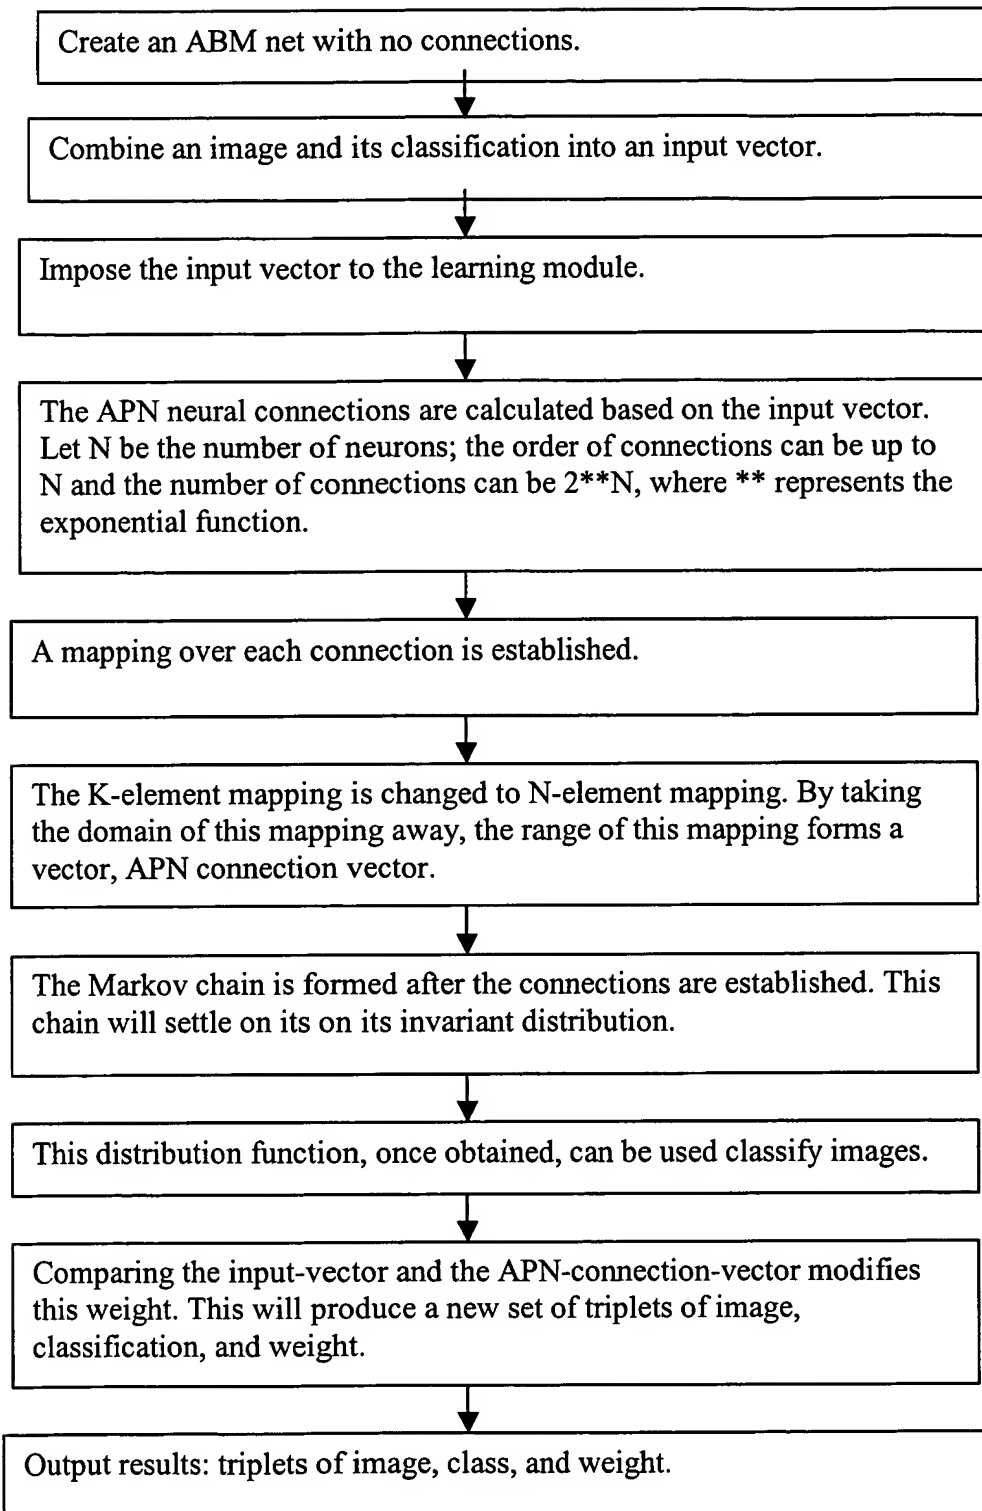 Create an ABM net with no connections.
Combine an image and its classification into an input vector.
Impose the input vector to the learning module.
The APN neural connections are calculated based on the input vector.
Let N be the number of neurons; the order of connections can be up to
N and the number of connections can be 2**N, where ** represents the
exponential function.
A mapping over each connection is established.
The K-element mapping is changed to N-element mapping. By taking
the domain of this mapping away, the range of this mapping forms a
vector, APN connection vector.
The Markov chain is formed after the connections are established. This
chain will settle on its on its invariant distribution.
This distribution function, once obtained, can be used classify images.
Comparing the input-vector and the APN-connection-vector modifies
this weight. This will produce a new set of triplets of image,
classification, and weight.
Output results: triplets of image, class, and weight.